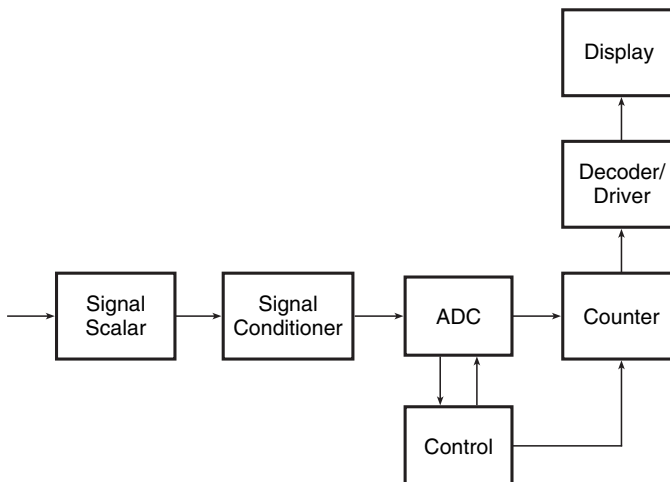 Display
Decoder/
Driver
Signal
Scalar
Signal
Conditioner
ADC
Counter
Control